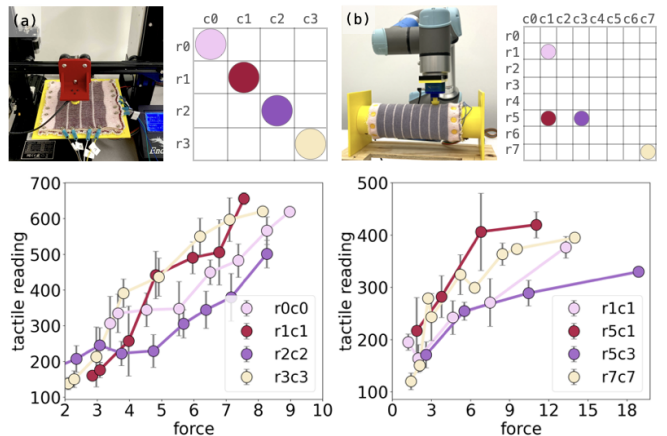 (a)
c0 c1 c2 c3
r0
r1
r2
r3
(b)
c0c1c2c3c4c5c6c7
r0
r1
r2
r3
r4
r5
r6
r7
700
600
500
400
300
200
100
tactile reading
2 3 4 5 6 7 8 9 10
force
r0c0
r1c1
r2c2
r3c3
500
400
300
200
100
tactile reading
0 3 6 9 12 15 18
force
r1c1
r5c1
r5c3
r7c7